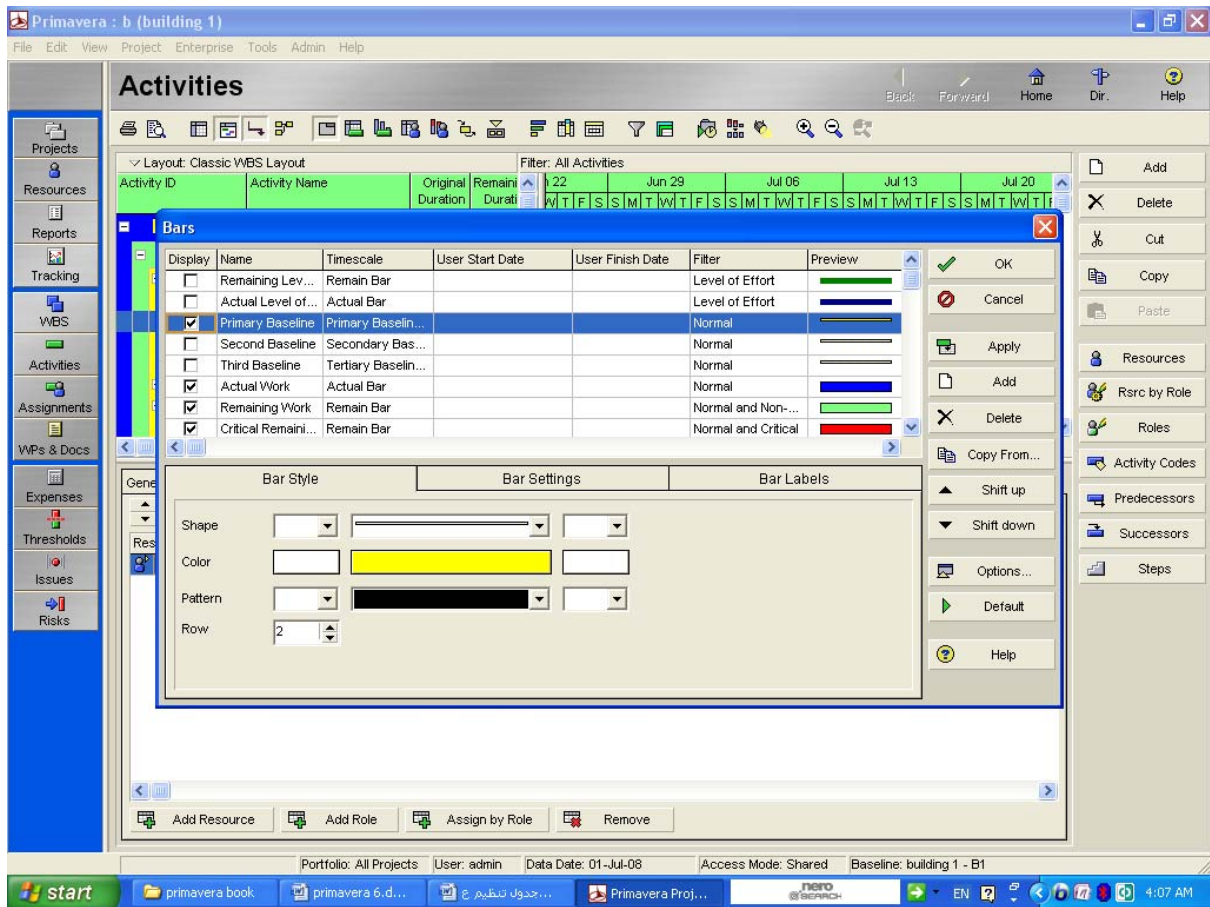 Primavera : b (building 1)
File Edit View Project Enterprise Tools Admin Help
Activities
Back Forward Home Dir. Help
Projects
Resources
Reports
Tracking
WBS
Activities
Assignments
WPs & Docs
Expenses
Thresholds
Issues
Risks
Layout: Classic WBS Layout Filter: All Activities
Activity ID Activity Name Original Duration Remaini Durati
22 Jun 29 Jul 06 Jul 13 Jul 20
W T F S S M T W T F S S M T W T F S S M T W T F S S M T W T F
Bars
Display Name Timescale User Start Date User Finish Date Filter Preview
Remaining Lev... Remain Bar Level of Effort
Actual Level of... Actual Bar Level of Effort
Primary Baseline Primary Baselin... Normal
Second Baseline Secondary Bas... Normal
Third Baseline Tertiary Baselin... Normal
Actual Work Actual Bar Normal
Remaining Work Remain Bar Normal and Non-...
Critical Remaini... Remain Bar Normal and Critical
Bar Style Bar Settings Bar Labels
Shape
Color
Pattern
Row 2
OK
Cancel
Apply
Add
Delete
Copy From...
Shift up
Shift down
Options...
Default
Help
Gene
Res
Add
Delete
Cut
Copy
Paste
Resources
Rsrc by Role
Roles
Activity Codes
Predecessors
Successors
Steps
Add Resource Add Role Assign by Role Remove
Portfolio: All Projects User: admin Data Date: 01-Jul-08 Access Mode: Shared Baseline: building 1 - B1
start primavera book primavera 6.d... جدول تنظيم ع... Primavera Proj... nero SEARCH EN 4:07 AM